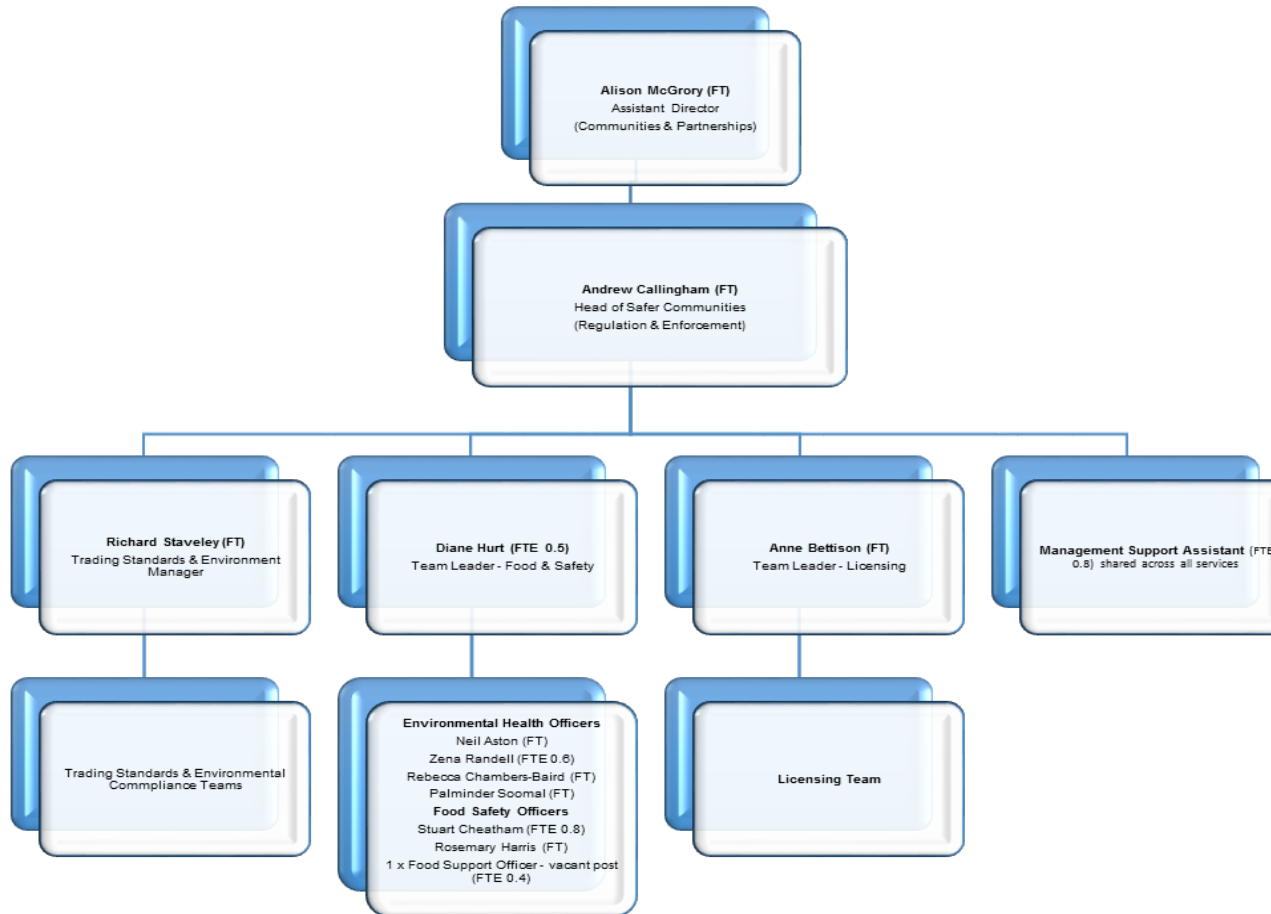 Alison McGrory (FT)
Assistant Director
(Communities & Partnerships)
Andrew Callingham (FT)
Head of Safer Communities
(Regulation & Enforcement)
Richard Staveley (FT)
Trading Standards & Environment
Manager
Diane Hurt (FTE 0.5)
Team Leader - Food & Safety
Anne Bettison (FT)
Team Leader - Licensing
Management Support Assistant (FTE
0.8) shared across all services
Trading Standards & Environmental
Commpliance Teams
Environmental Health Officers
Neil Aston (FT)
Zena Randell (FTE 0.6)
Rebecca Chambers-Baird (FT)
Palminder Soomal (FT)
Food Safety Officers
Stuart Cheatham (FTE 0.8)
Rosemary Harris (FT)
1 x Food Support Officer - vacant post
(FTE 0.4)
Licensing Team